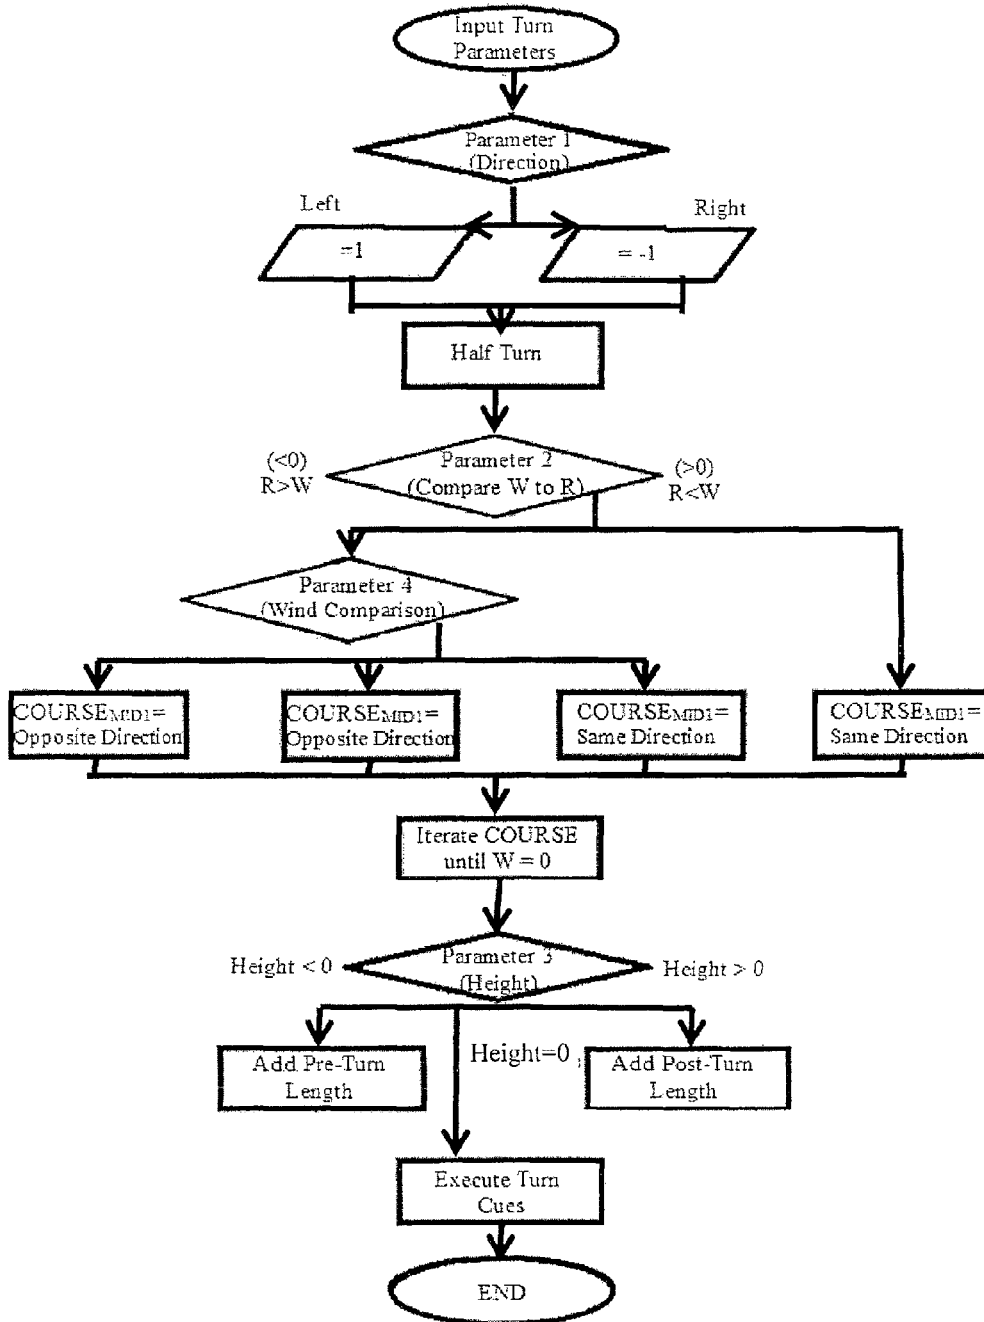 Input Turn
Parameters
Parameter 1
(Direction)
Left
Right
=1
= -1
Half Turn
(<0)
R>W
Parameter 2
(Compare W to R)
(>0)
R<W
Parameter 4
(Wind Comparison)
COURSEMID1=
Opposite Direction
COURSEMID1=
Opposite Direction
COURSEMID1=
Same Direction
COURSEMID1=
Same Direction
Iterate COURSE
until W = 0
Height < 0
Parameter 3
(Height)
Height > 0
Add Pre-Turn
Length
Height=0
Add Post-Turn
Length
Execute Turn
Cues
END